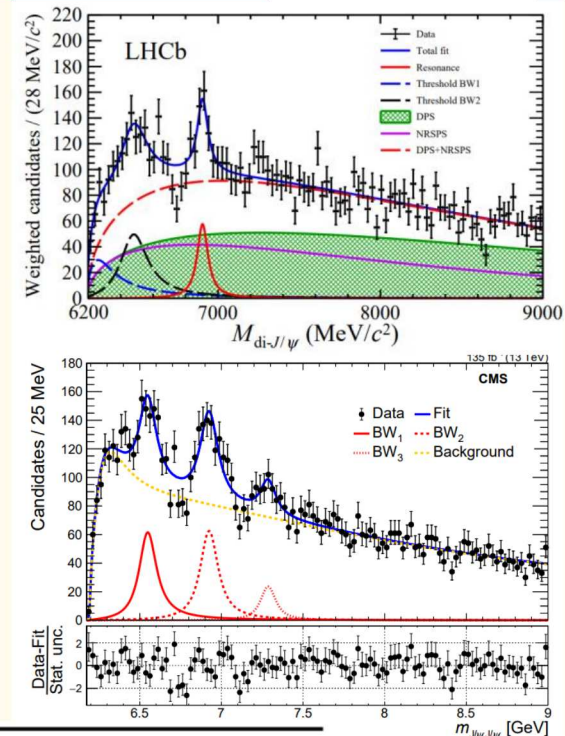 LHCb
Data
Total fit
Resonance
Threshold BW1
Threshold BW2
DPS
NRSPS
DPS+NRSPS
Weighted candidates / (28 MeV/c²)
220
200
180
160
140
120
100
80
60
40
20
0
6200 7000 8000 9000
M di-J/ψ (MeV/c²)
135 fb⁻¹ (13 TeV)
CMS
Data Fit
BW₁ BW₂
BW₃ Background
Candidates / 25 MeV
180
160
140
120
100
80
60
40
20
0
Data-Fit
Stat. unc.
2
0
−2
6.5 7 7.5 8 8.5 9
m J/ψ J/ψ [GeV]